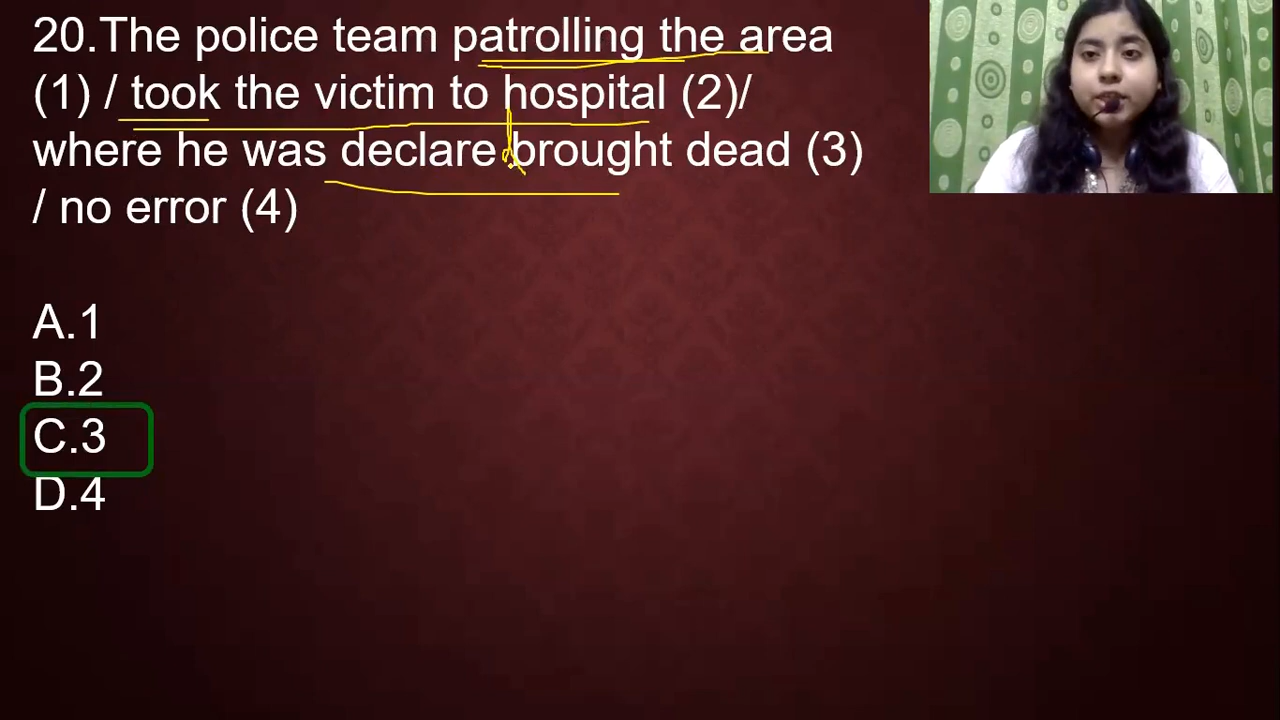 20.The police team patrolling the area
(1) / took the victim to hospital (2)/
where he was declare brought dead (3)
/ no error (4)
A.1
B.2
C.3
D.4